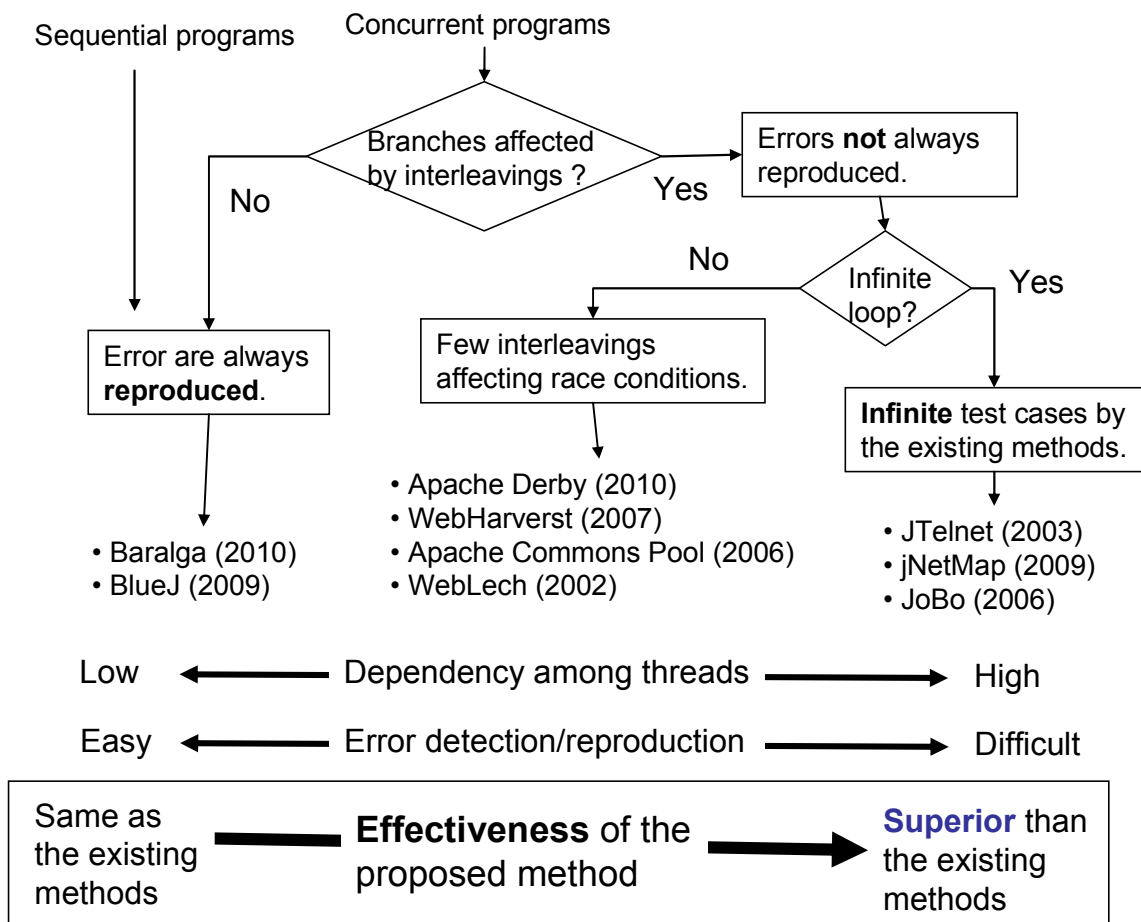 Sequential programs
Concurrent programs
Branches affected
by interleavings ?
No
Yes
Errors not always
reproduced.
No
Infinite
loop?
Yes
Error are always
reproduced.
Few interleavings
affecting race conditions.
Infinite test cases by
the existing methods.
• Baralga (2010)
• BlueJ (2009)
• Apache Derby (2010)
• WebHarverst (2007)
• Apache Commons Pool (2006)
• WebLech (2002)
• JTelnet (2003)
• jNetMap (2009)
• JoBo (2006)
Low
Dependency among threads
High
Easy
Error detection/reproduction
Difficult
Same as
the existing
methods
Effectiveness of the
proposed method
Superior than
the existing
methods